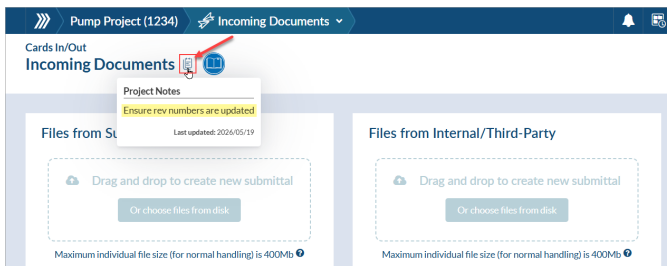 Pump Project (1234) Incoming Documents
Cards In/Out
Incoming Documents
Project Notes
Ensure rev numbers are updated
Last updated: 2026/05/19
Files from Su
Drag and drop to create new submittal
Or choose files from disk
Maximum individual file size (for normal handling) is 400Mb ?
Files from Internal/Third-Party
Drag and drop to create new submittal
Or choose files from disk
Maximum individual file size (for normal handling) is 400Mb ?